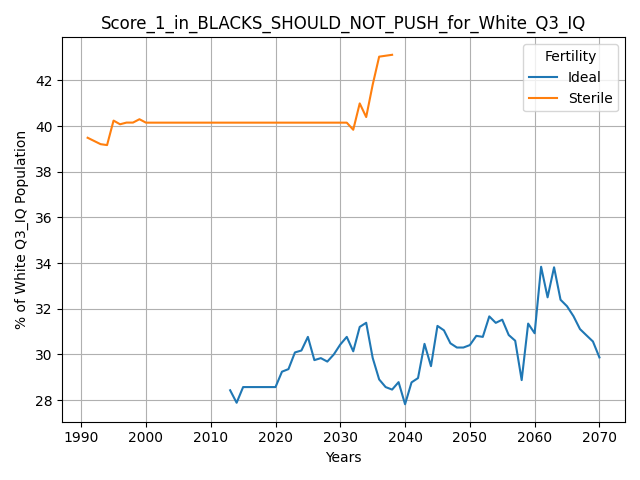 Score_1_in_BLACKS_SHOULD_NOT_PUSH_for_White_Q3_IQ
Fertility
Ideal
Sterile
% of White Q3_IQ Population
42
40
38
36
34
32
30
28
1990 2000 2010 2020 2030 2040 2050 2060 2070
Years